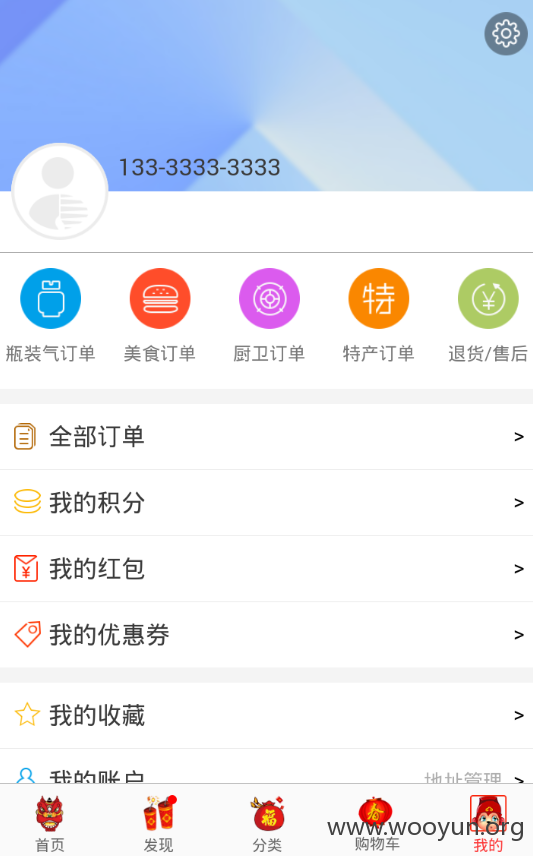 133-3333-3333
瓶装气订单 美食订单 厨卫订单 特产订单 退货/售后
全部订单 >
我的积分 >
我的红包 >
我的优惠券 >
我的收藏 >
我的账户 地址管理 >
福 春
www.wooyun.org
首页 发现 分类 购物车 我的